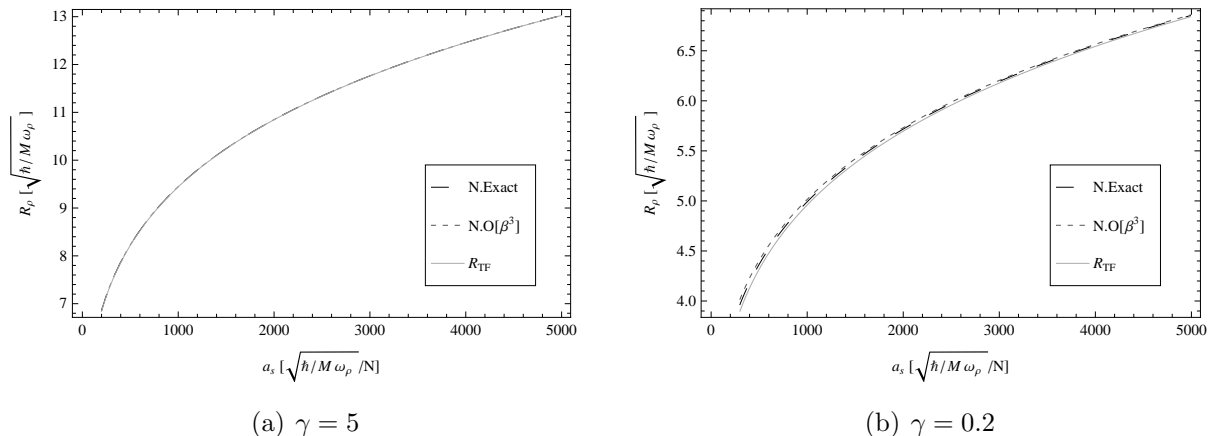 13
12
11
10
9
8
7
0 1000 2000 3000 4000 5000
R_ρ [√ħ/M ω_ρ]
a_s [√ħ/M ω_ρ /N]
N.Exact
N.O[β³]
R_TF
(a) γ = 5
6.5
6.0
5.5
5.0
4.5
4.0
0 1000 2000 3000 4000 5000
R_ρ [√ħ/M ω_ρ]
a_s [√ħ/M ω_ρ /N]
N.Exact
N.O[β³]
R_TF
(b) γ = 0.2